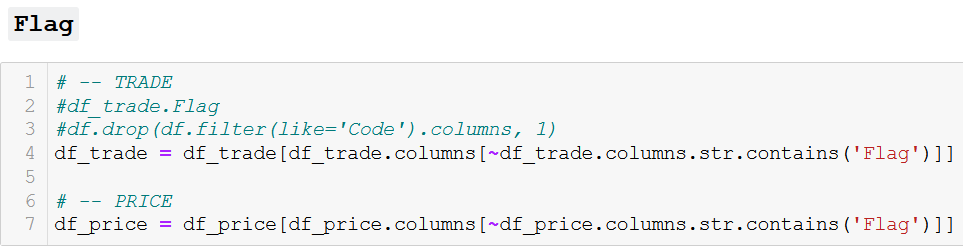 Flag
1 # -- TRADE
2 #df_trade.Flag
3 #df.drop(df.filter(like='Code').columns, 1)
4 df_trade = df_trade[df_trade.columns[~df_trade.columns.str.contains('Flag')]]
5
6 # -- PRICE
7 df_price = df_price[df_price.columns[~df_price.columns.str.contains('Flag')]]